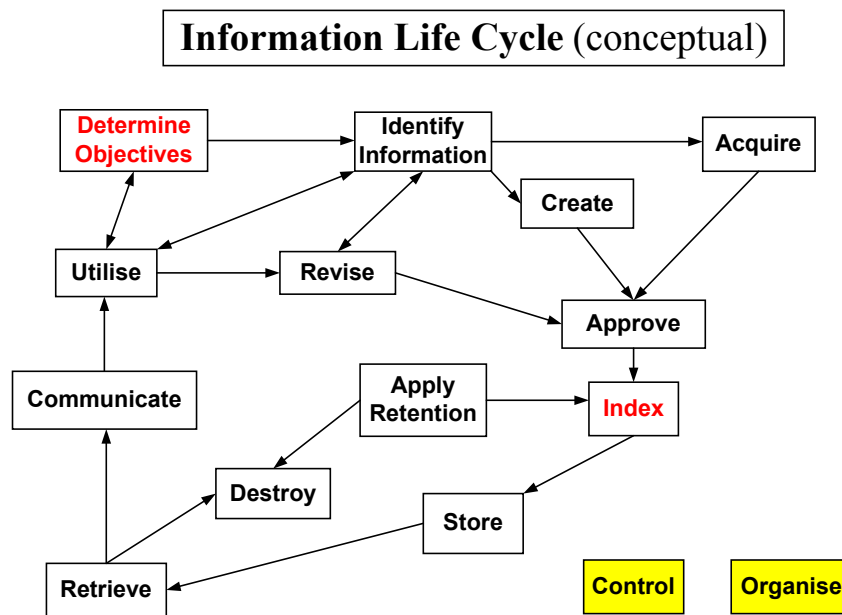 Information Life Cycle (conceptual)
Determine
Objectives
Identify
Information
Acquire
Create
Utilise
Revise
Approve
Communicate
Apply
Retention
Index
Destroy
Store
Retrieve
Control
Organise